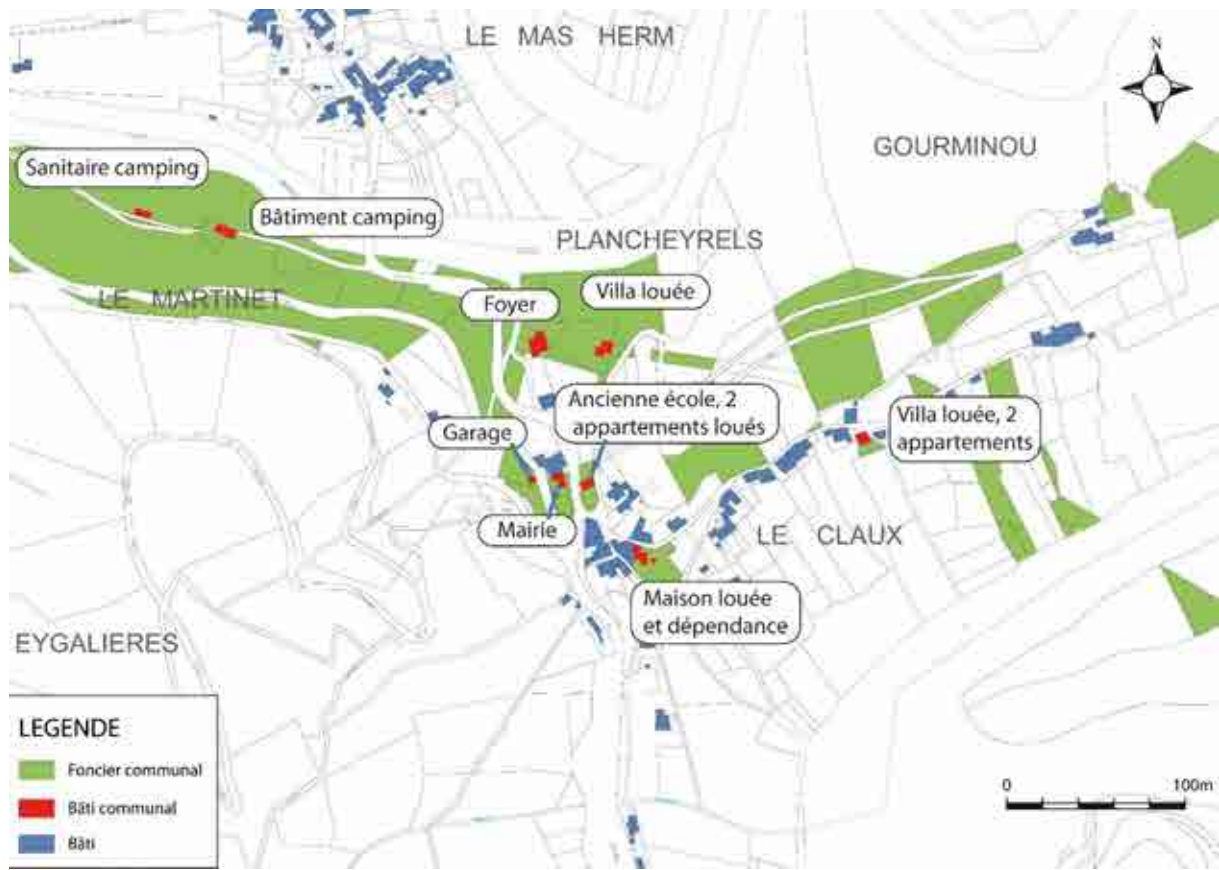 LE MAS HERM
N
GOURMINOU
Sanitaire camping
Bâtiment camping
PLANCHEYRELS
LE MARTINET
Foyer
Villa louée
Ancienne école, 2
appartements loués
Villa louée, 2
appartements
Garage
Mairie
LE CLAUX
Maison louée
et dépendance
EYGALIERES
LEGENDE
Foncier communal
Bâti communal
Bâti
0 100m